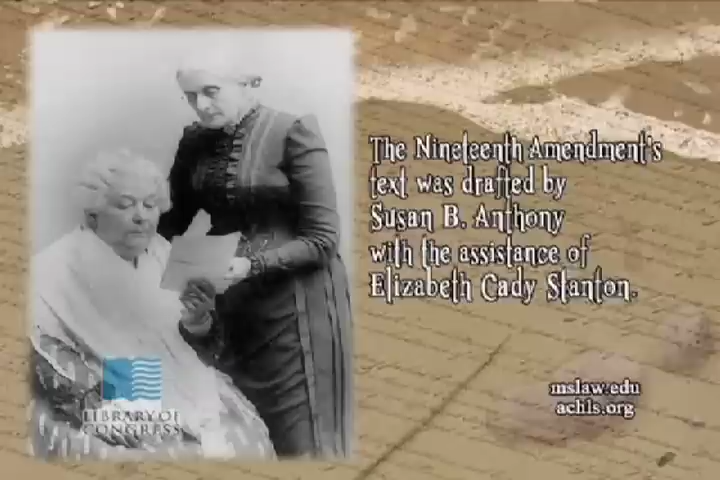 The Nineteenth Amendment's
text was drafted by
Susan B. Anthony
with the assistance of
Elizabeth Cady Stanton.
LIBRARY OF
CONGRESS
mslaw.edu
achls.org